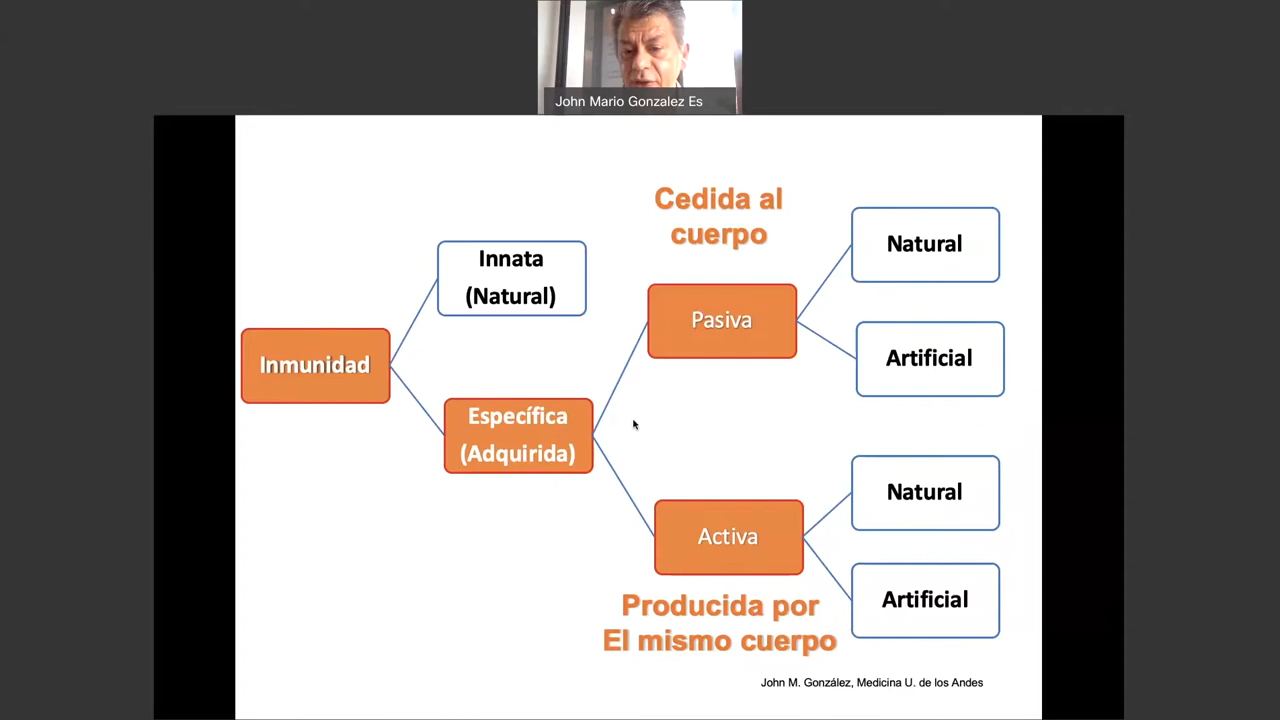 John Mario Gonzalez Es
Cedida al
cuerpo
Natural
Innata
(Natural)
Pasiva
Artificial
Inmunidad
Específica
(Adquirida)
Natural
Activa
Artificial
Producida por
El mismo cuerpo
John M. González, Medicina U. de los Andes